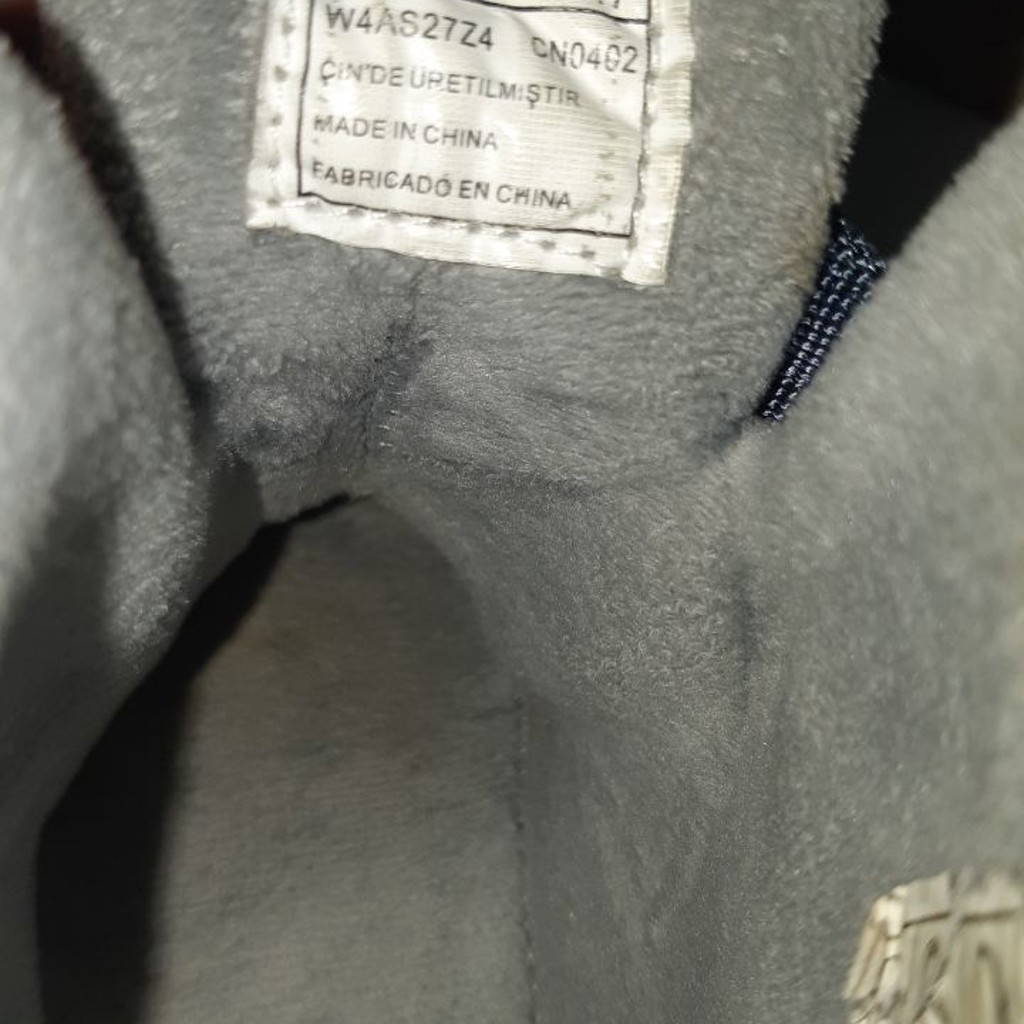 W4AS27Z4 CN0402
ÇIN'DE URETILMIŞTIR
MADE IN CHINA
FABRICADO EN CHINA